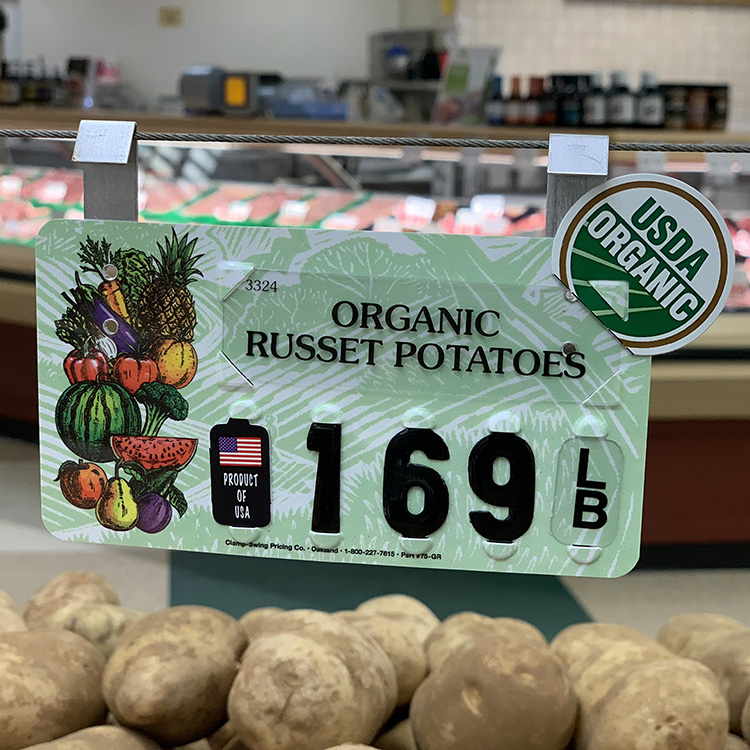 USDA
ORGANIC
3324
ORGANIC
RUSSET POTATOES
PRODUCT
OF
USA
169
LB
Clamp-Swing Pricing Co. • Oakland • 1-800-227-7615 • Part #75-GR